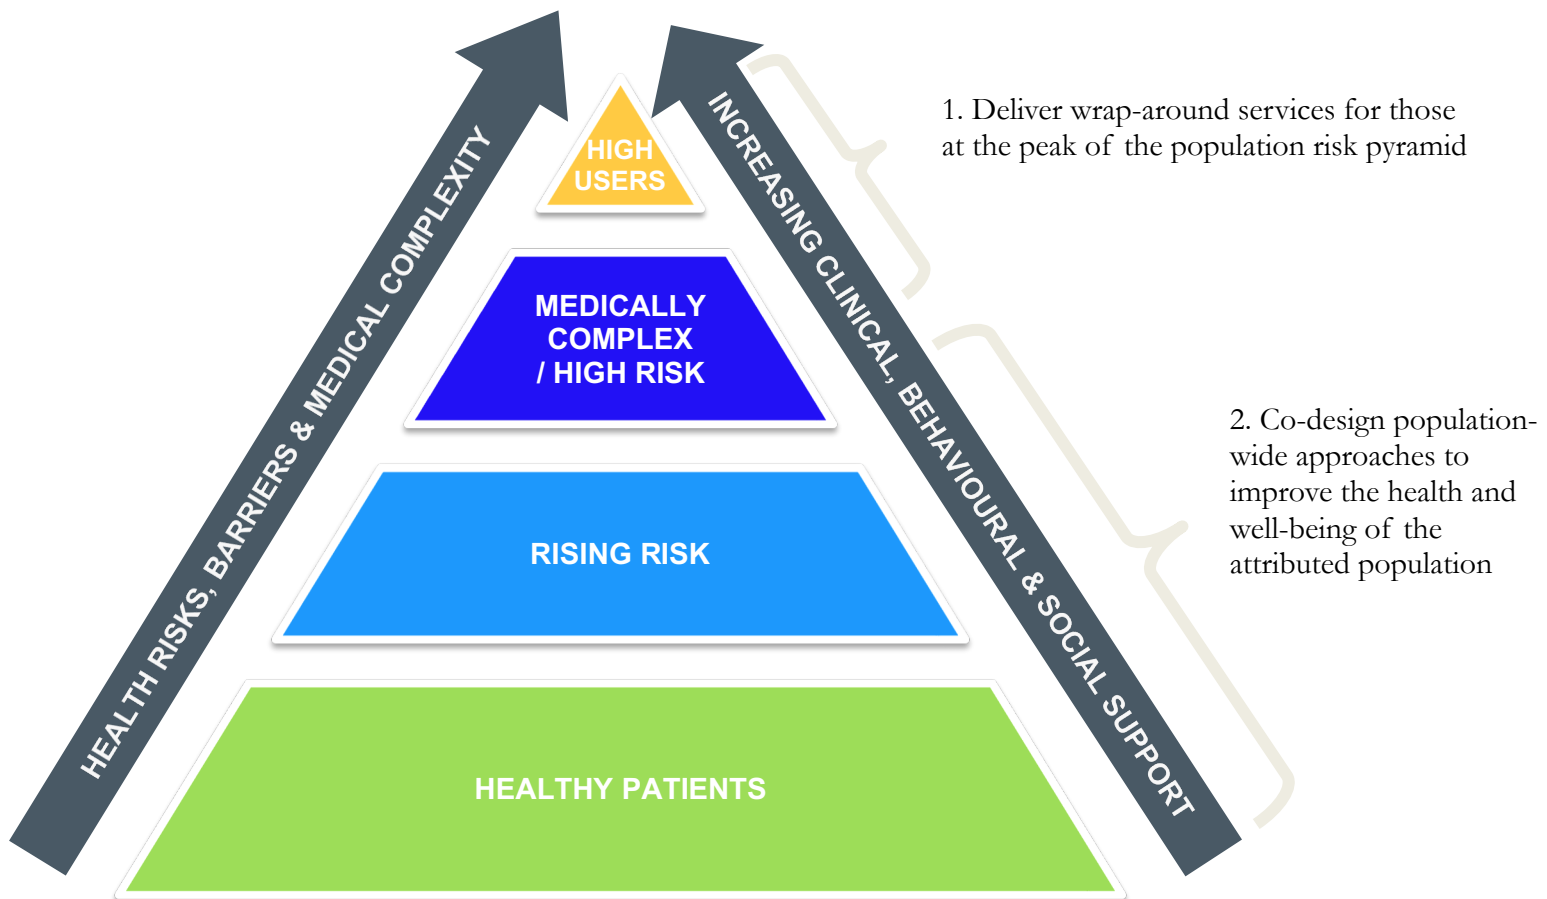 HEALTH RISKS, BARRIERS & MEDICAL COMPLEXITY
INCREASING CLINICAL, BEHAVIOURAL & SOCIAL SUPPORT
HIGH
USERS
MEDICALLY
COMPLEX
/ HIGH RISK
RISING RISK
HEALTHY PATIENTS
1. Deliver wrap-around services for those
at the peak of the population risk pyramid
2. Co-design population-
wide approaches to
improve the health and
well-being of the
attributed population